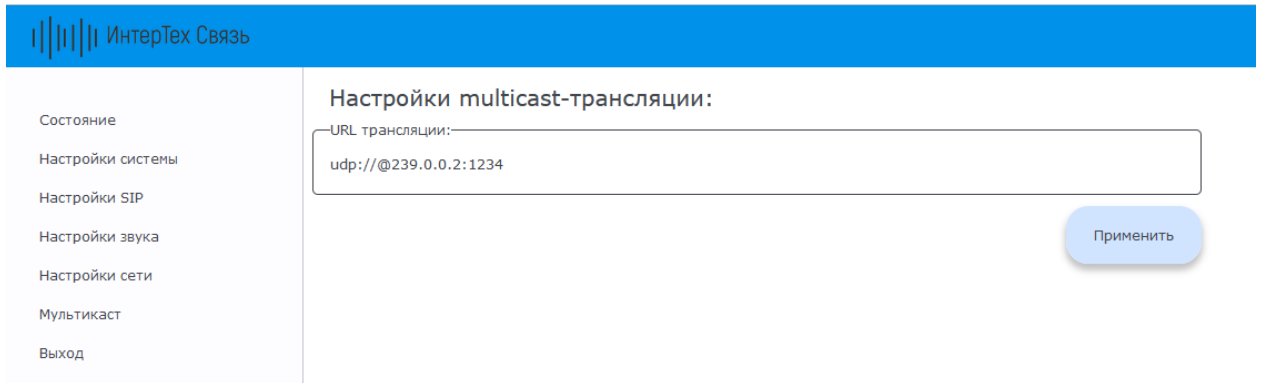 ИнтерТех Связь
Состояние
Настройки системы
Настройки SIP
Настройки звука
Настройки сети
Мультикаст
Выход
Настройки multicast-трансляции:
URL трансляции:
udp://@239.0.0.2:1234
Применить